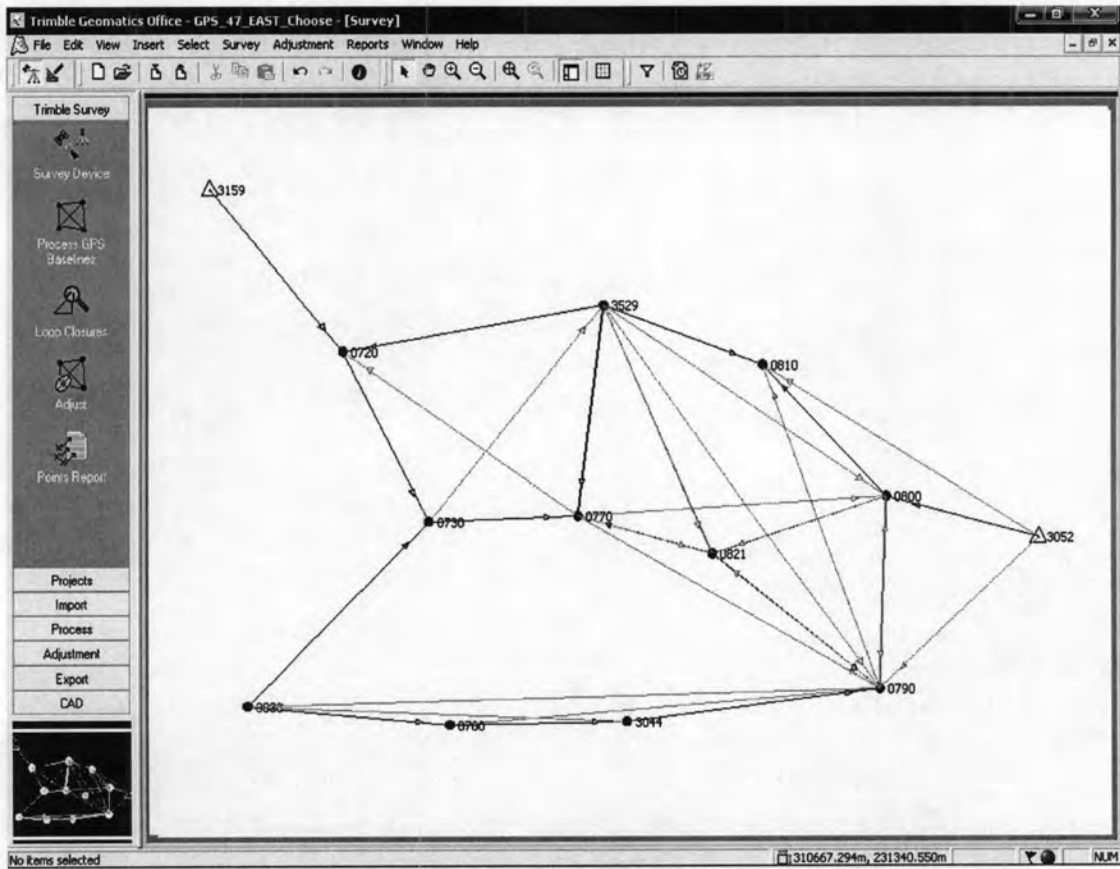 Trimble Geomatics Office - GPS_47_EAST_Choose - [Survey]
File Edit View Insert Select Survey Adjustment Reports Window Help
Trimble Survey
Survey Device
Process GPS
Baselines
Loop Closures
Adjust
Points Report
Projects
Import
Process
Adjustment
Export
CAD
3159
3529
0720
0810
0800
0730
0770
3052
0821
0790
0760
3044
No items selected
310667.294m, 231340.550m
NUM